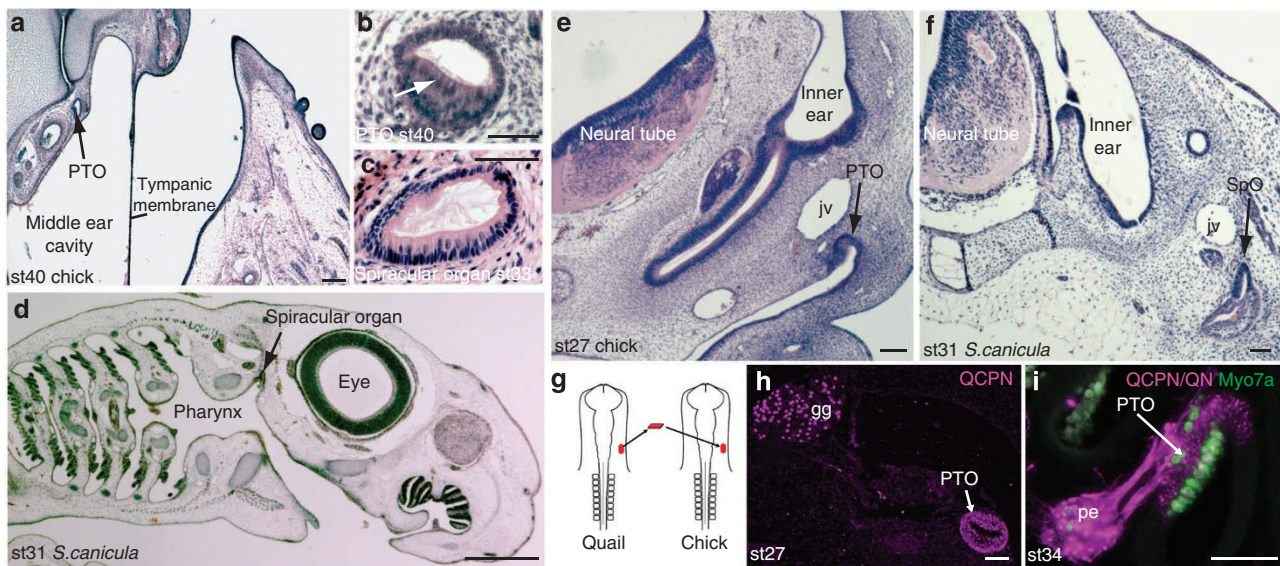 a
PTO
Tympanic
membrane
Middle ear
cavity
st40 chick
b
PTO st40
c
Spiracular organ st33
d
Spiracular organ
Eye
Pharynx
st31 S.canicula
e
Inner
ear
Neural tube
PTO
jv
st27 chick
f
Neural tube
Inner
ear
SpO
jv
st31 S.canicula
g
Quail
Chick
h
QCPN
gg
PTO
st27
i
QCPN/QN Myo7a
PTO
pe
st34